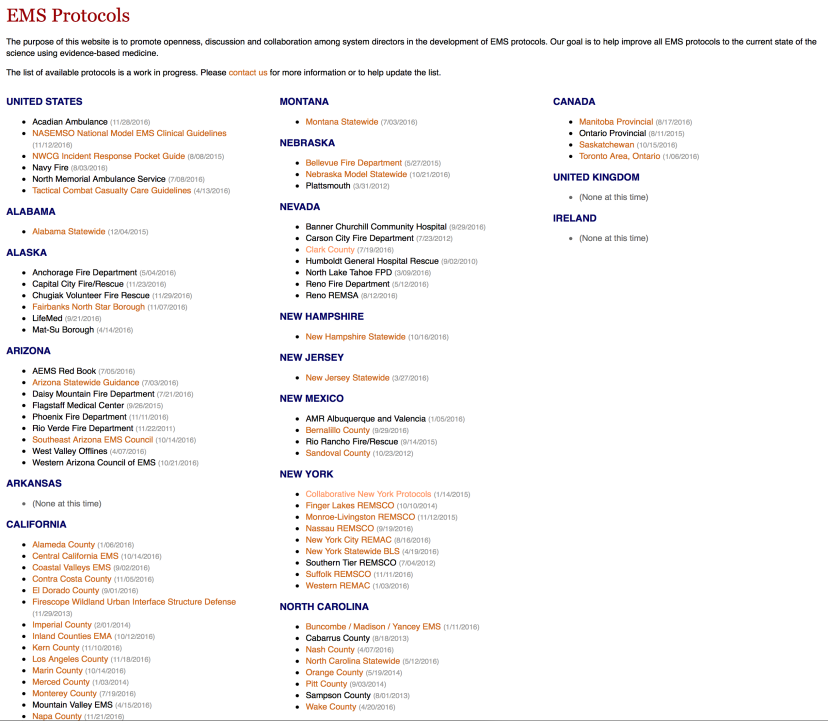 EMS Protocols
The purpose of this website is to promote openness, discussion and collaboration among system directors in the development of EMS protocols. Our goal is to help improve all EMS protocols to the current state of the
science using evidence-based medicine.
The list of available protocols is a work in progress. Please contact us for more information or to help update the list.
UNITED STATES
Acadian Ambulance (11/28/2016)
NASEMSO National Model EMS Clinical Guidelines
(11/12/2016)
NWCG Incident Response Pocket Guide (8/08/2015)
Navy Fire (8/03/2016)
North Memorial Ambulance Service (7/08/2016)
Tactical Combat Casualty Care Guidelines (4/13/2016)
ALABAMA
Alabama Statewide (12/04/2015)
ALASKA
Anchorage Fire Department (5/04/2016)
Capital City Fire/Rescue (11/23/2016)
Chugiak Volunteer Fire Rescue (11/29/2016)
Fairbanks North Star Borough (11/07/2016)
LifeMed (9/21/2016)
Mat-Su Borough (4/14/2016)
ARIZONA
AEMS Red Book (7/05/2016)
Arizona Statewide Guidance (7/03/2016)
Daisy Mountain Fire Department (7/21/2016)
Flagstaff Medical Center (9/26/2015)
Phoenix Fire Department (11/11/2016)
Rio Verde Fire Department (11/22/2011)
Southeast Arizona EMS Council (10/14/2016)
West Valley Offlines (4/07/2016)
Western Arizona Council of EMS (10/21/2016)
ARKANSAS
(None at this time)
CALIFORNIA
Alameda County (1/06/2016)
Central California EMS (10/14/2016)
Coastal Valleys EMS (9/02/2016)
Contra Costa County (11/05/2016)
El Dorado County (9/01/2016)
Firescope Wildland Urban Interface Structure Defense
(11/29/2013)
Imperial County (2/01/2014)
Inland Counties EMA (10/12/2016)
Kern County (11/10/2016)
Los Angeles County (11/18/2016)
Marin County (10/14/2016)
Merced County (1/03/2014)
Monterey County (7/19/2016)
Mountain Valley EMS (4/15/2016)
Napa County (11/21/2016)
MONTANA
Montana Statewide (7/03/2016)
NEBRASKA
Bellevue Fire Department (5/27/2015)
Nebraska Model Statewide (10/21/2016)
Plattsmouth (3/31/2012)
NEVADA
Banner Churchill Community Hospital (9/29/2016)
Carson City Fire Department (7/23/2012)
Clark County (7/19/2016)
Humboldt General Hospital Rescue (9/02/2010)
North Lake Tahoe FPD (3/09/2016)
Reno Fire Department (5/12/2016)
Reno REMSA (8/12/2016)
NEW HAMPSHIRE
New Hampshire Statewide (10/16/2016)
NEW JERSEY
New Jersey Statewide (3/27/2016)
NEW MEXICO
AMR Albuquerque and Valencia (1/05/2016)
Bernalillo County (9/29/2016)
Rio Rancho Fire/Rescue (9/14/2015)
Sandoval County (10/23/2012)
NEW YORK
Collaborative New York Protocols (1/14/2015)
Finger Lakes REMSCO (10/10/2014)
Monroe-Livingston REMSCO (11/12/2015)
Nassau REMSCO (9/19/2016)
New York City REMAC (8/16/2016)
New York Statewide BLS (4/19/2016)
Southern Tier REMSCO (7/04/2012)
Suffolk REMSCO (11/11/2016)
Western REMAC (1/03/2016)
NORTH CAROLINA
Buncombe / Madison / Yancey EMS (1/11/2016)
Cabarrus County (8/18/2013)
Nash County (4/07/2016)
North Carolina Statewide (5/12/2016)
Orange County (5/19/2014)
Pitt County (9/03/2014)
Sampson County (8/01/2013)
Wake County (4/20/2016)
CANADA
Manitoba Provincial (8/17/2016)
Ontario Provincial (8/11/2015)
Saskatchewan (10/15/2016)
Toronto Area, Ontario (1/06/2016)
UNITED KINGDOM
(None at this time)
IRELAND
(None at this time)